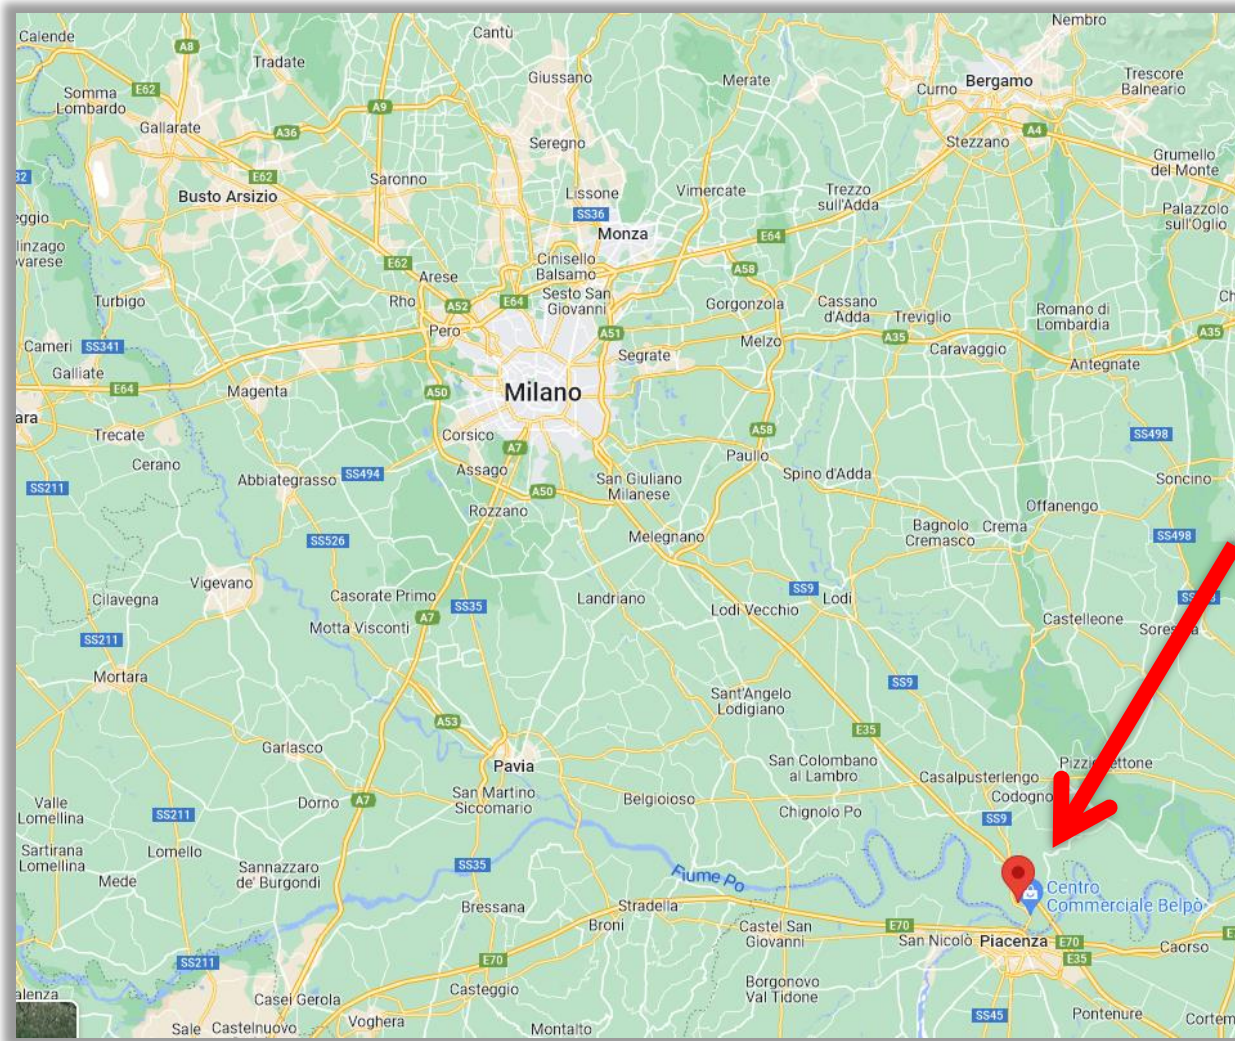 Calende
A8
Cantù
Nembro
Tradate
Somma
Lombardo
E62
Giussano
Merate
Curno
Bergamo
Trescore
Balneario
A9
Gallarate
A36
Seregno
Stezzano
A4
Grumello
del Monte
E62
Saronno
Busto Arsizio
Lissone
Vimercate
Trezzo
sull'Adda
SS36
Monza
E64
Palazzolo
sull'Oglio
E62
Arese
Cinisello
Balsamo
A58
Turbigo
Rho
A52
E64
Sesto San
Giovanni
Gorgonzola
Cassano
d'Adda
Treviglio
Romano di
Lombardia
Pero
A51
Melzo
A35
Caravaggio
A35
Cameri
SS341
Segrate
Antegnate
Galliate
E64
Magenta
A50
Milano
Trecate
Corsico
A7
A58
SS498
Cerano
Abbiategrasso
SS494
Assago
A50
San Giuliano
Milanese
Paullo
Spino d'Adda
Soncino
SS211
Rozzano
Offanengo
SS526
Melegnano
Bagnolo
Cremasco
Crema
SS498
Vigevano
Cilavegna
Casorate Primo
SS35
Landriano
SS9
Lodi
Lodi Vecchio
A7
Motta Visconti
Castelleone
SS211
Mortara
Sant'Angelo
Lodigiano
SS9
A53
E35
Garlasco
Pavia
San Colombano
al Lambro
Casalpusterlengo
Codogno
Valle
Lomellina
SS211
Dorno
A7
San Martino
Siccomario
Belgioioso
Chignolo Po
SS9
Sartirana
Lomellina
Lomello
Mede
Sannazzaro
de' Burgondi
SS35
Fiume Po
Centro
Commerciale Belpò
Bressana
Stradella
Broni
Castel San
Giovanni
E70
San Nicolò
Piacenza
E70
E35
Caorso
SS211
E70
Casteggio
Borgonovo
Val Tidone
Casei Gerola
Voghera
Sale
Castelnuovo
Montalto
SS45
Pontenure